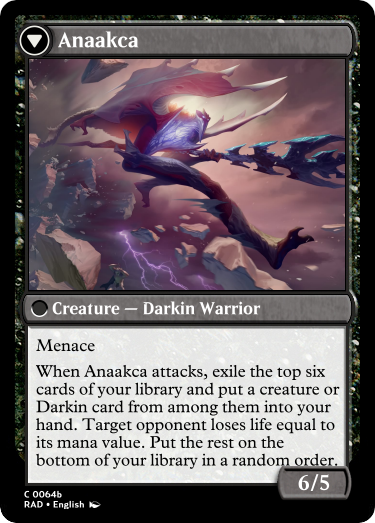 Anaakca
Creature — Darkin Warrior
Menace
When Anaakca attacks, exile the top six
cards of your library and put a creature or
Darkin card from among them into your
hand. Target opponent loses life equal to
its mana value. Put the rest on the
bottom of your library in a random order.
6/5
C 0064b
RAD • English